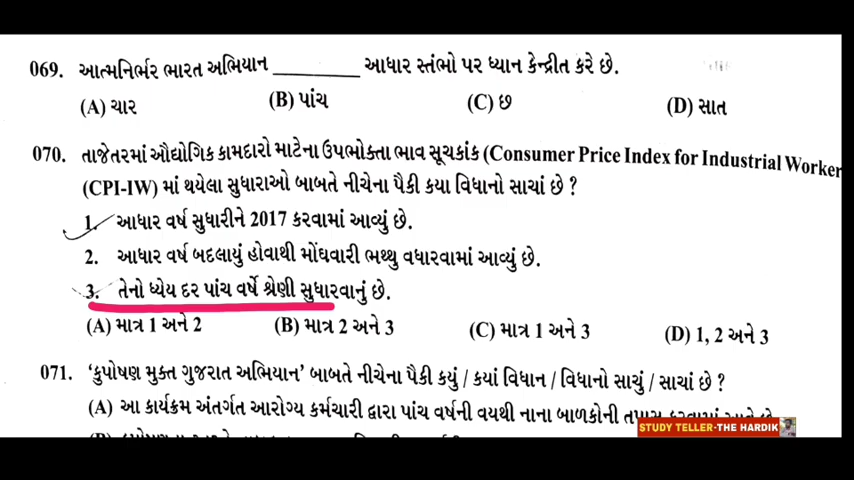 069. આત્મનિર્ભર ભારત અભિયાન ________ આધાર સ્તંભો પર ધ્યાન કેન્દ્રીત કરે છે.
(A) ચાર (B) પાંચ (C) છ (D) સાત
070. તાજેતરમાં ઔદ્યોગિક કામદારો માટેના ઉપભોક્તા ભાવ સૂચકાંક (Consumer Price Index for Industrial Worker
(CPI-IW) માં થયેલા સુધારાઓ બાબતે નીચેના પૈકી કયા વિધાનો સાચાં છે ?
1. આધાર વર્ષ સુધારીને 2017 કરવામાં આવ્યું છે.
2. આધાર વર્ષ બદલાયું હોવાથી મોંઘવારી ભથ્થુ વધારવામાં આવ્યું છે.
3. તેનો ધ્યેય દર પાંચ વર્ષે શ્રેણી સુધારવાનું છે.
(A) માત્ર 1 અને 2 (B) માત્ર 2 અને 3 (C) માત્ર 1 અને 3 (D) 1, 2 અને 3
071. 'કુપોષણ મુક્ત ગુજરાત અભિયાન' બાબતે નીચેના પૈકી કયું / કયાં વિધાન / વિધાનો સાચું / સાચાં છે ?
(A) આ કાર્યક્રમ અંતર્ગત આરોગ્ય કર્મચારી દ્વારા પાંચ વર્ષની વયથી નાના બાળકોની
STUDY TELLER-THE HARDIK